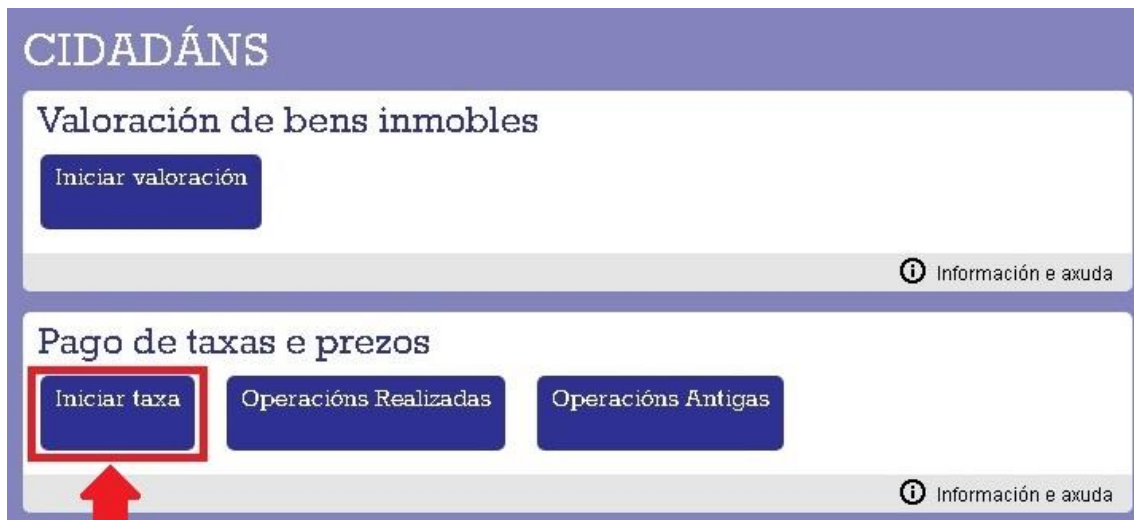 CIDADÁNS
Valoración de bens inmobles
Iniciar valoración
Información e axuda
Pago de taxas e prezos
Iniciar taxa
Operacións Realizadas
Operacións Antigas
Información e axuda